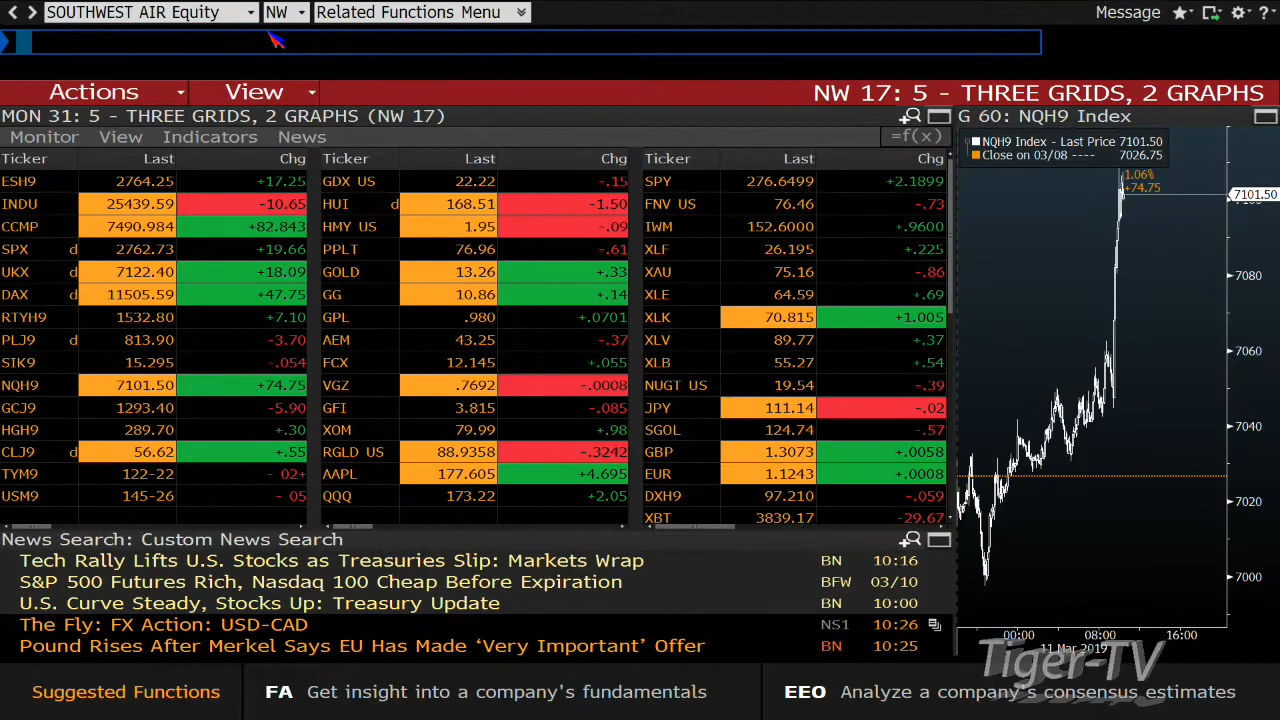 SOUTHWEST AIR Equity NW Related Functions Menu Message ?
Actions View NW 17: 5 - THREE GRIDS, 2 GRAPHS
MON 31: 5 - THREE GRIDS, 2 GRAPHS (NW 17) G 60: NQH9 Index
Monitor View Indicators News =f(x)
Ticker Last Chg Ticker Last Chg Ticker Last Chg
ESH9 2764.25 +17.25 GDX US 22.22 -.15 SPY 276.6499 +2.1899
INDU 25439.59 -10.65 HUI d 168.51 -1.50 FNV US 76.46 -.73
CCMP 7490.984 +82.843 HMY US 1.95 -.09 IWM 152.6000 +.9600
SPX d 2762.73 +19.66 PPLT 76.96 -.61 XLF 26.195 +.225
UKX d 7122.40 +18.09 GOLD 13.26 +.33 XAU 75.16 -.86
DAX d 11505.59 +47.75 GG 10.86 +.14 XLE 64.59 +.69
RTYH9 1532.80 +7.10 GPL .980 +.0701 XLK 70.815 +1.005
PLJ9 d 813.90 -3.70 AEM 43.25 -.37 XLV 89.77 +.37
SIK9 15.295 -.054 FCX 12.145 +.055 XLB 55.27 +.54
NQH9 7101.50 +74.75 VGZ .7692 -.0008 NUGT US 19.54 -.39
GCJ9 1293.40 -5.90 GFI 3.815 -.085 JPY 111.14 -.02
HGH9 289.70 +.30 XOM 79.99 +.98 SGOL 124.74 -.57
CLJ9 d 56.62 +.55 RGLD US 88.9358 -.3242 GBP 1.3073 +.0058
TYM9 122-22 - 02+ AAPL 177.605 +4.695 EUR 1.1243 +.0008
USM9 145-26 - 05 QQQ 173.22 +2.05 DXH9 97.210 -.059
XBT 3839.17 -29.67
NQH9 Index - Last Price 7101.50
Close on 03/08 ---- 7026.75
1.06%
+74.75
7101.50
7080
7060
7040
7020
7000
00:00 08:00 16:00
11 Mar 2019
News Search: Custom News Search
Tech Rally Lifts U.S. Stocks as Treasuries Slip: Markets Wrap BN 10:16
S&P 500 Futures Rich, Nasdaq 100 Cheap Before Expiration BFW 03/10
U.S. Curve Steady, Stocks Up: Treasury Update BN 10:00
The Fly: FX Action: USD-CAD NS1 10:26
Pound Rises After Merkel Says EU Has Made ‘Very Important’ Offer BN 10:25
Tiger-TV
Suggested Functions FA Get insight into a company's fundamentals EEO Analyze a company's consensus estimates